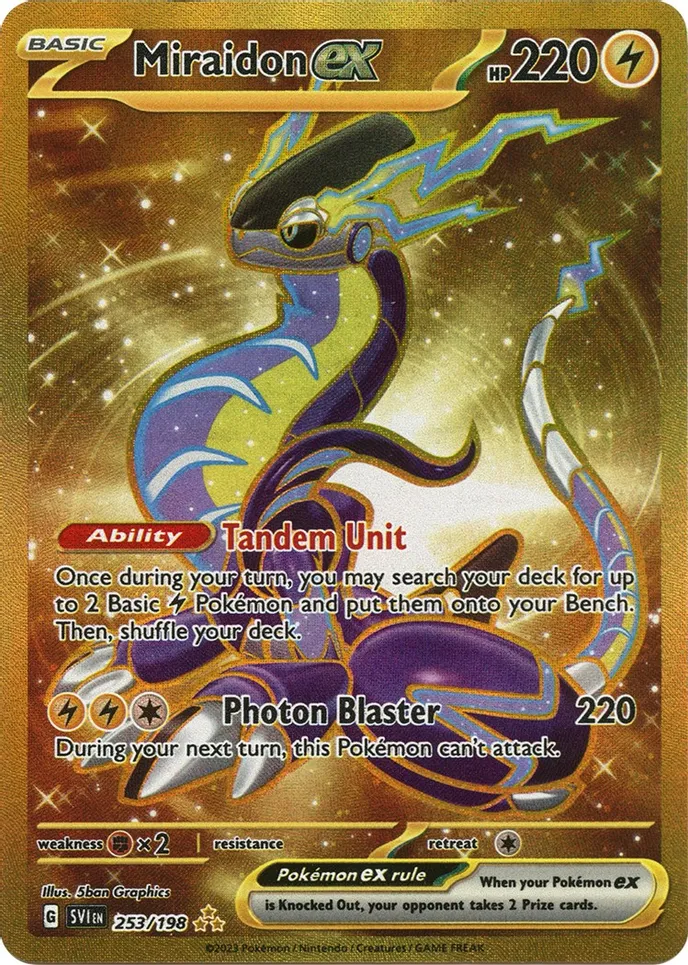 BASIC Miraidon ex HP 220
Ability Tandem Unit
Once during your turn, you may search your deck for up
to 2 Basic Pokémon and put them onto your Bench.
Then, shuffle your deck.
Photon Blaster 220
During your next turn, this Pokémon can't attack.
weakness ×2 resistance retreat
Pokémon ex rule When your Pokémon ex
is Knocked Out, your opponent takes 2 Prize cards.
Illus. 5ban Graphics
G SVI EN 253/198
©2023 Pokémon / Nintendo / Creatures / GAME FREAK